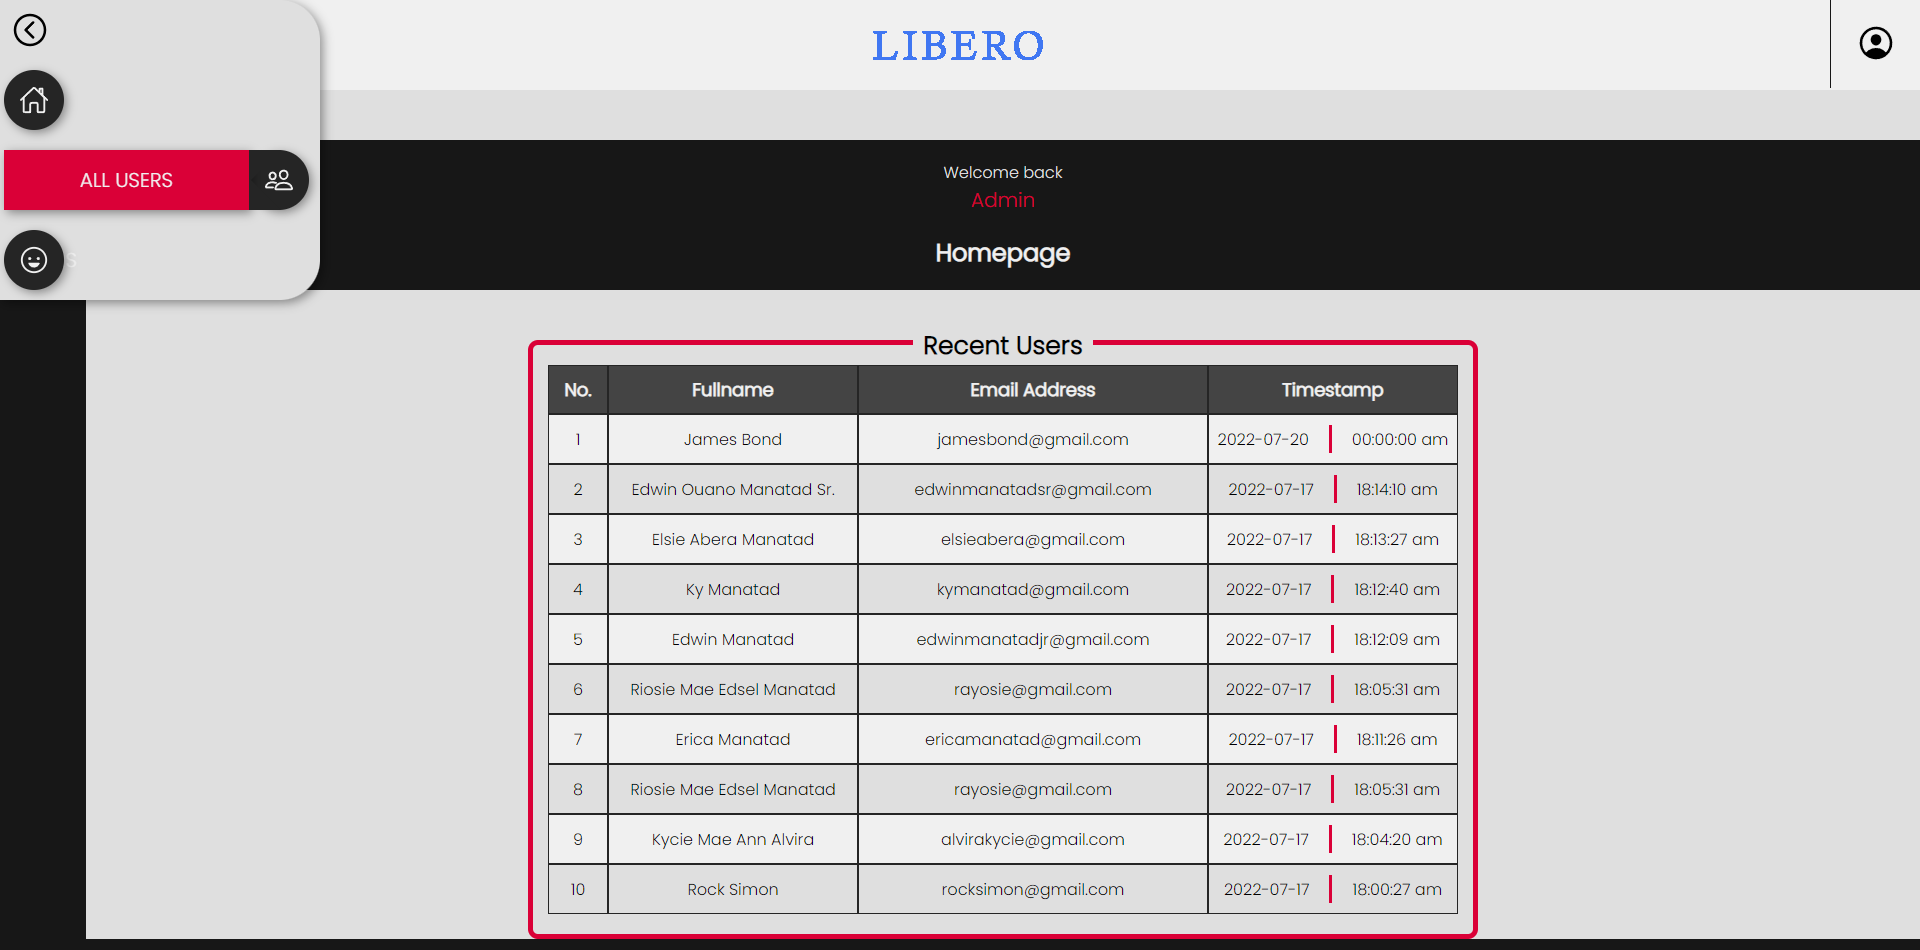 LIBERO
ALL USERS
S
Welcome back
Admin
Homepage
Recent Users
No. Fullname Email Address Timestamp
1 James Bond jamesbond@gmail.com 2022-07-20 00:00:00 am
2 Edwin Ouano Manatad Sr. edwinmanatadsr@gmail.com 2022-07-17 18:14:10 am
3 Elsie Abera Manatad elsieabera@gmail.com 2022-07-17 18:13:27 am
4 Ky Manatad kymanatad@gmail.com 2022-07-17 18:12:40 am
5 Edwin Manatad edwinmanatadjr@gmail.com 2022-07-17 18:12:09 am
6 Riosie Mae Edsel Manatad rayosie@gmail.com 2022-07-17 18:05:31 am
7 Erica Manatad ericamanatad@gmail.com 2022-07-17 18:11:26 am
8 Riosie Mae Edsel Manatad rayosie@gmail.com 2022-07-17 18:05:31 am
9 Kycie Mae Ann Alvira alvirakycie@gmail.com 2022-07-17 18:04:20 am
10 Rock Simon rocksimon@gmail.com 2022-07-17 18:00:27 am